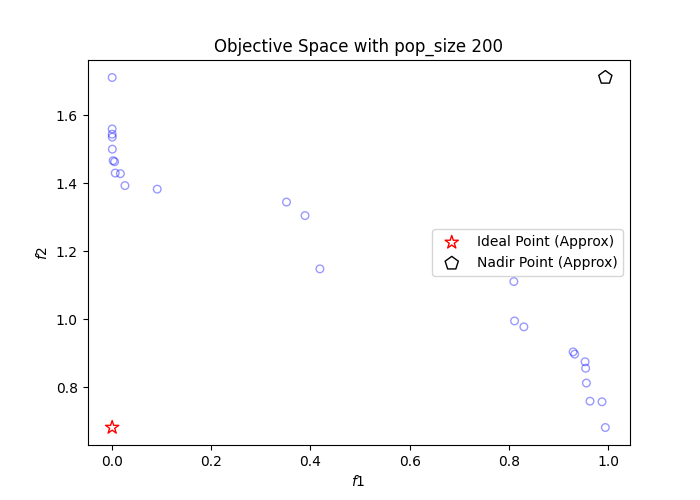 Objective Space with pop_size 200
f2
1.6
1.4
1.2
1.0
0.8
Ideal Point (Approx)
Nadir Point (Approx)
0.0 0.2 0.4 0.6 0.8 1.0
f1